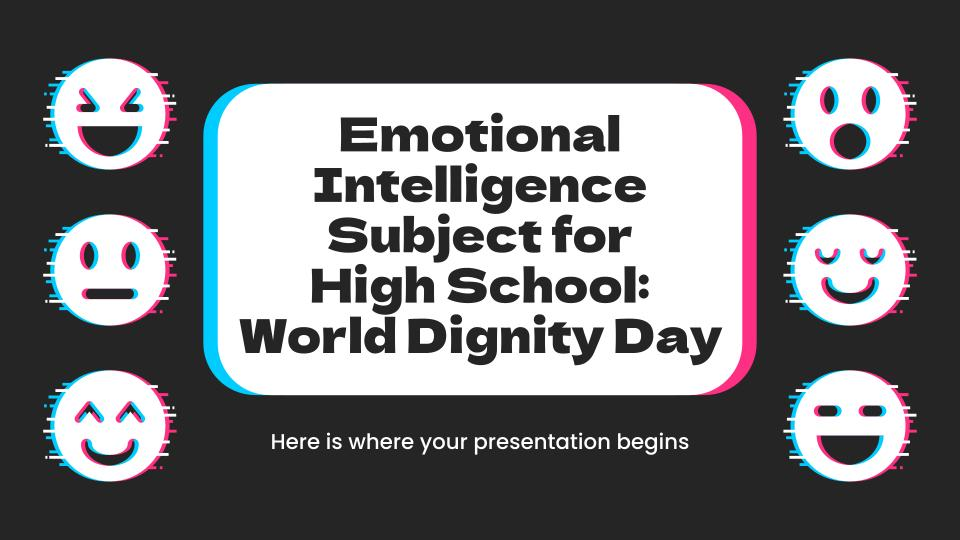 Emotional
Intelligence
Subject for
High School:
World Dignity Day
Here is where your presentation begins